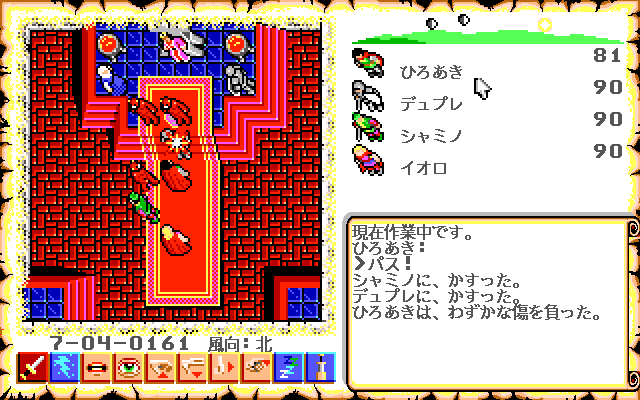 81
ひろあき
90
デュプレ
90
シャミノ
90
イオロ
現在作業中です。
ひろあき:
>パス!
シャミノに、かすった。
デュプレに、かすった。
ひろあきは、わずかな傷を負った。
7-04-0161 風向:北